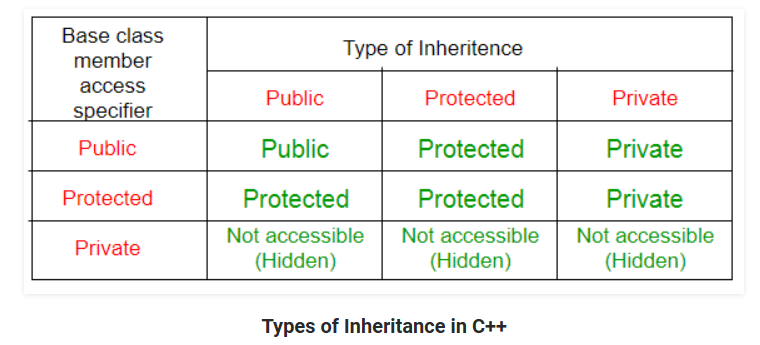 Base class
member
access
specifier
Type of Inheritence
Public
Protected
Private
Public
Public
Protected
Private
Protected
Protected
Protected
Private
Private
Not accessible
(Hidden)
Not accessible
(Hidden)
Not accessible
(Hidden)
Types of Inheritance in C++